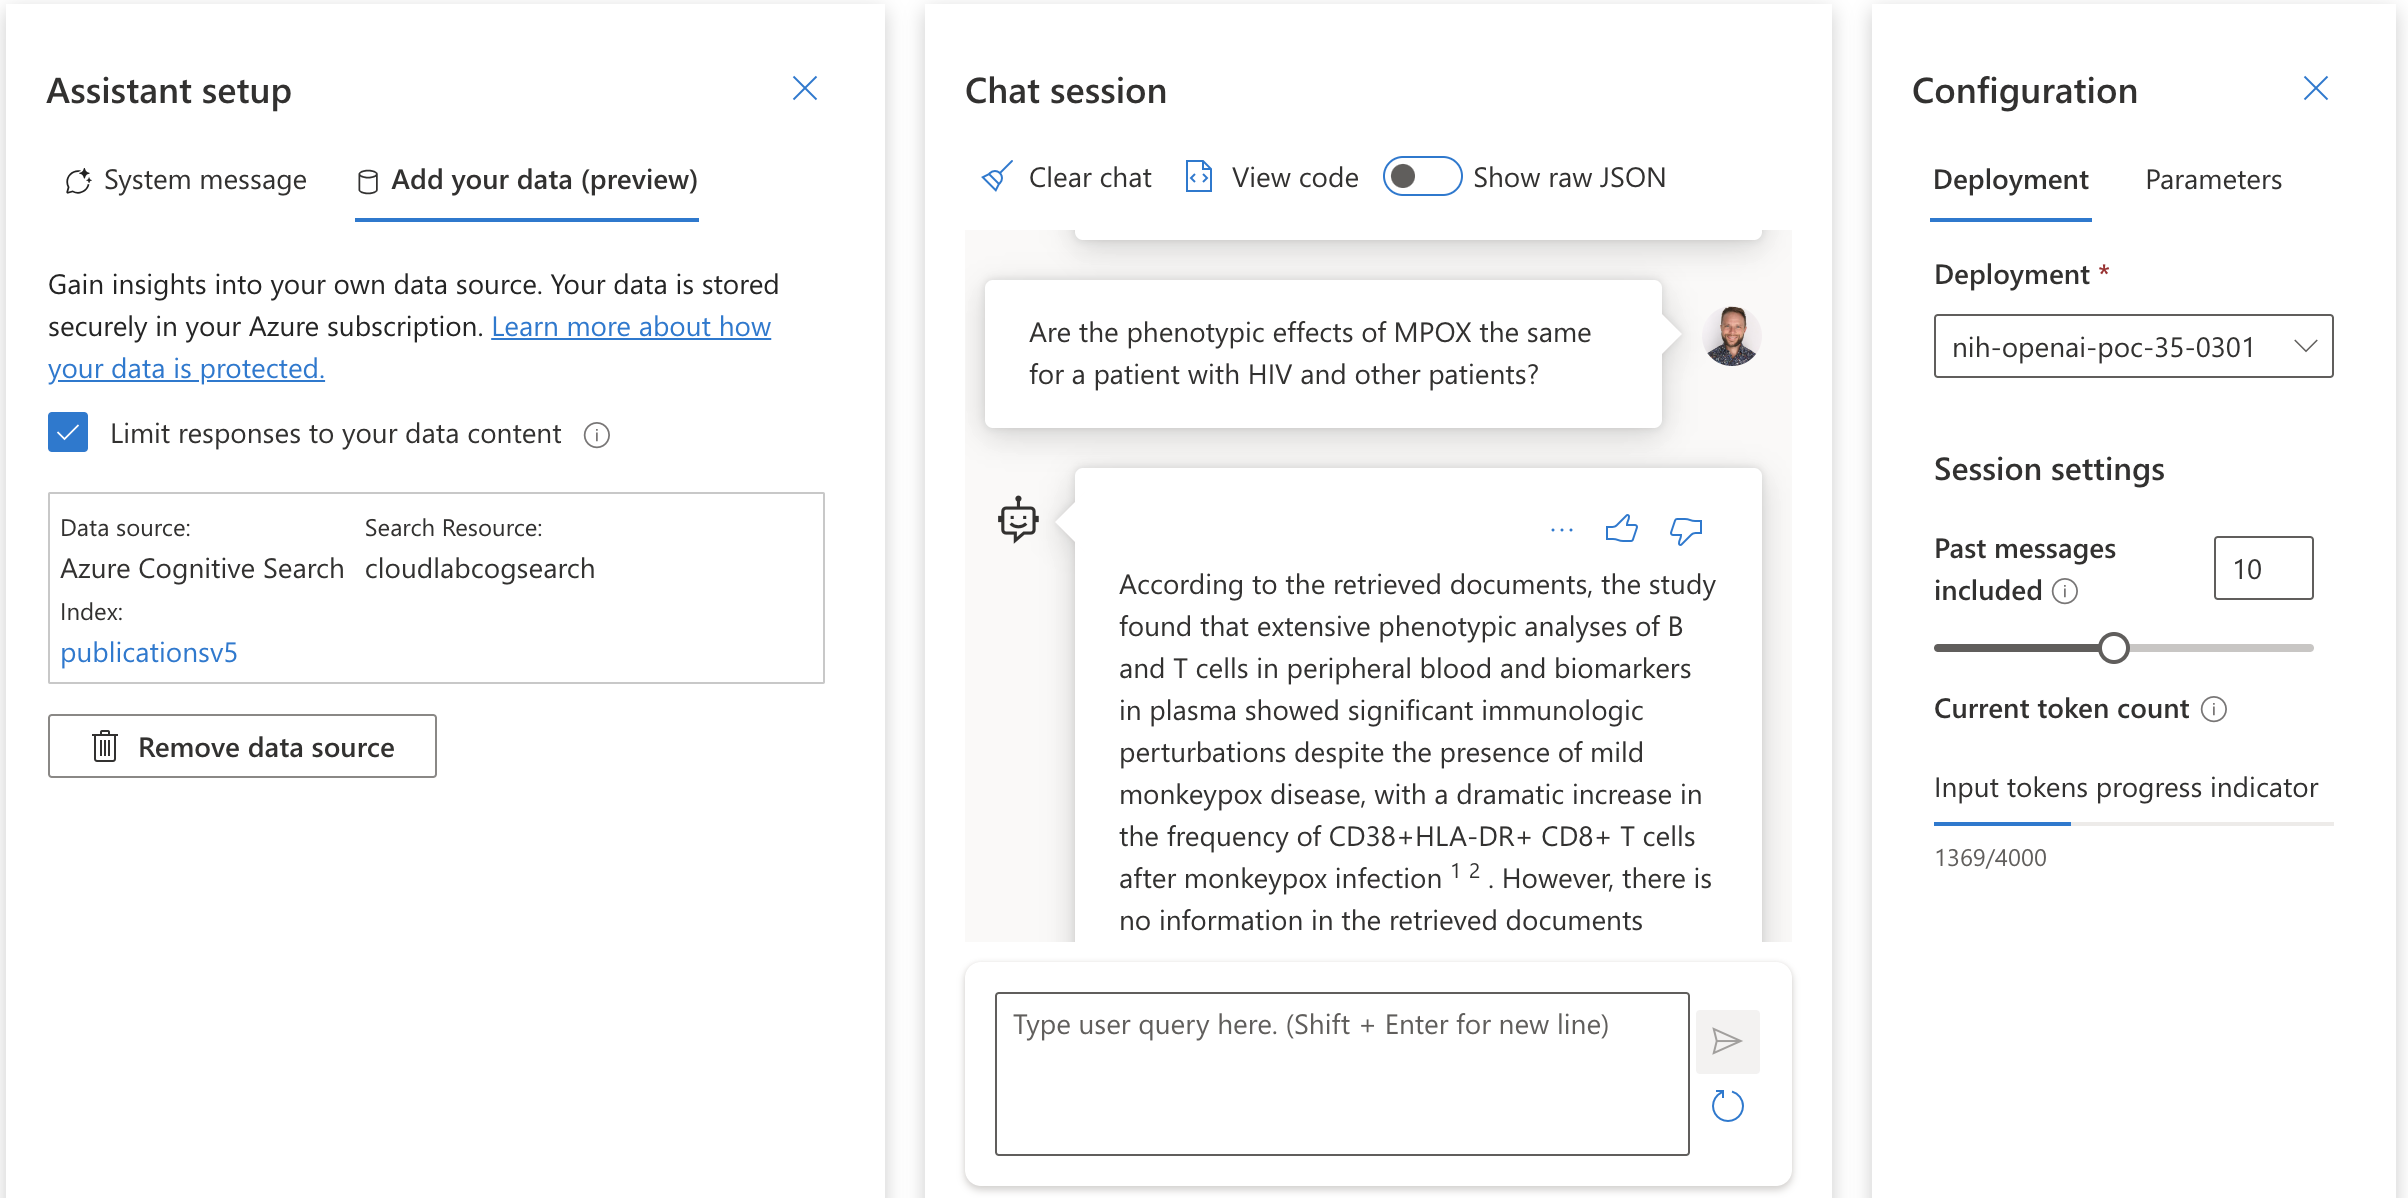 Assistant setup
System message
Add your data (preview)
Gain insights into your own data source. Your data is stored
securely in your Azure subscription. Learn more about how
your data is protected.
Limit responses to your data content
Data source:
Search Resource:
Azure Cognitive Search
cloudlabcogsearch
Index:
publicationsv5
Remove data source
Chat session
Clear chat
View code
Show raw JSON
Are the phenotypic effects of MPOX the same
for a patient with HIV and other patients?
According to the retrieved documents, the study
found that extensive phenotypic analyses of B
and T cells in peripheral blood and biomarkers
in plasma showed significant immunologic
perturbations despite the presence of mild
monkeypox disease, with a dramatic increase in
the frequency of CD38+HLA-DR+ CD8+ T cells
after monkeypox infection 1 2 . However, there is
no information in the retrieved documents
Type user query here. (Shift + Enter for new line)
Configuration
Deployment
Parameters
Deployment *
nih-openai-poc-35-0301
Session settings
Past messages
included
10
Current token count
Input tokens progress indicator
1369/4000